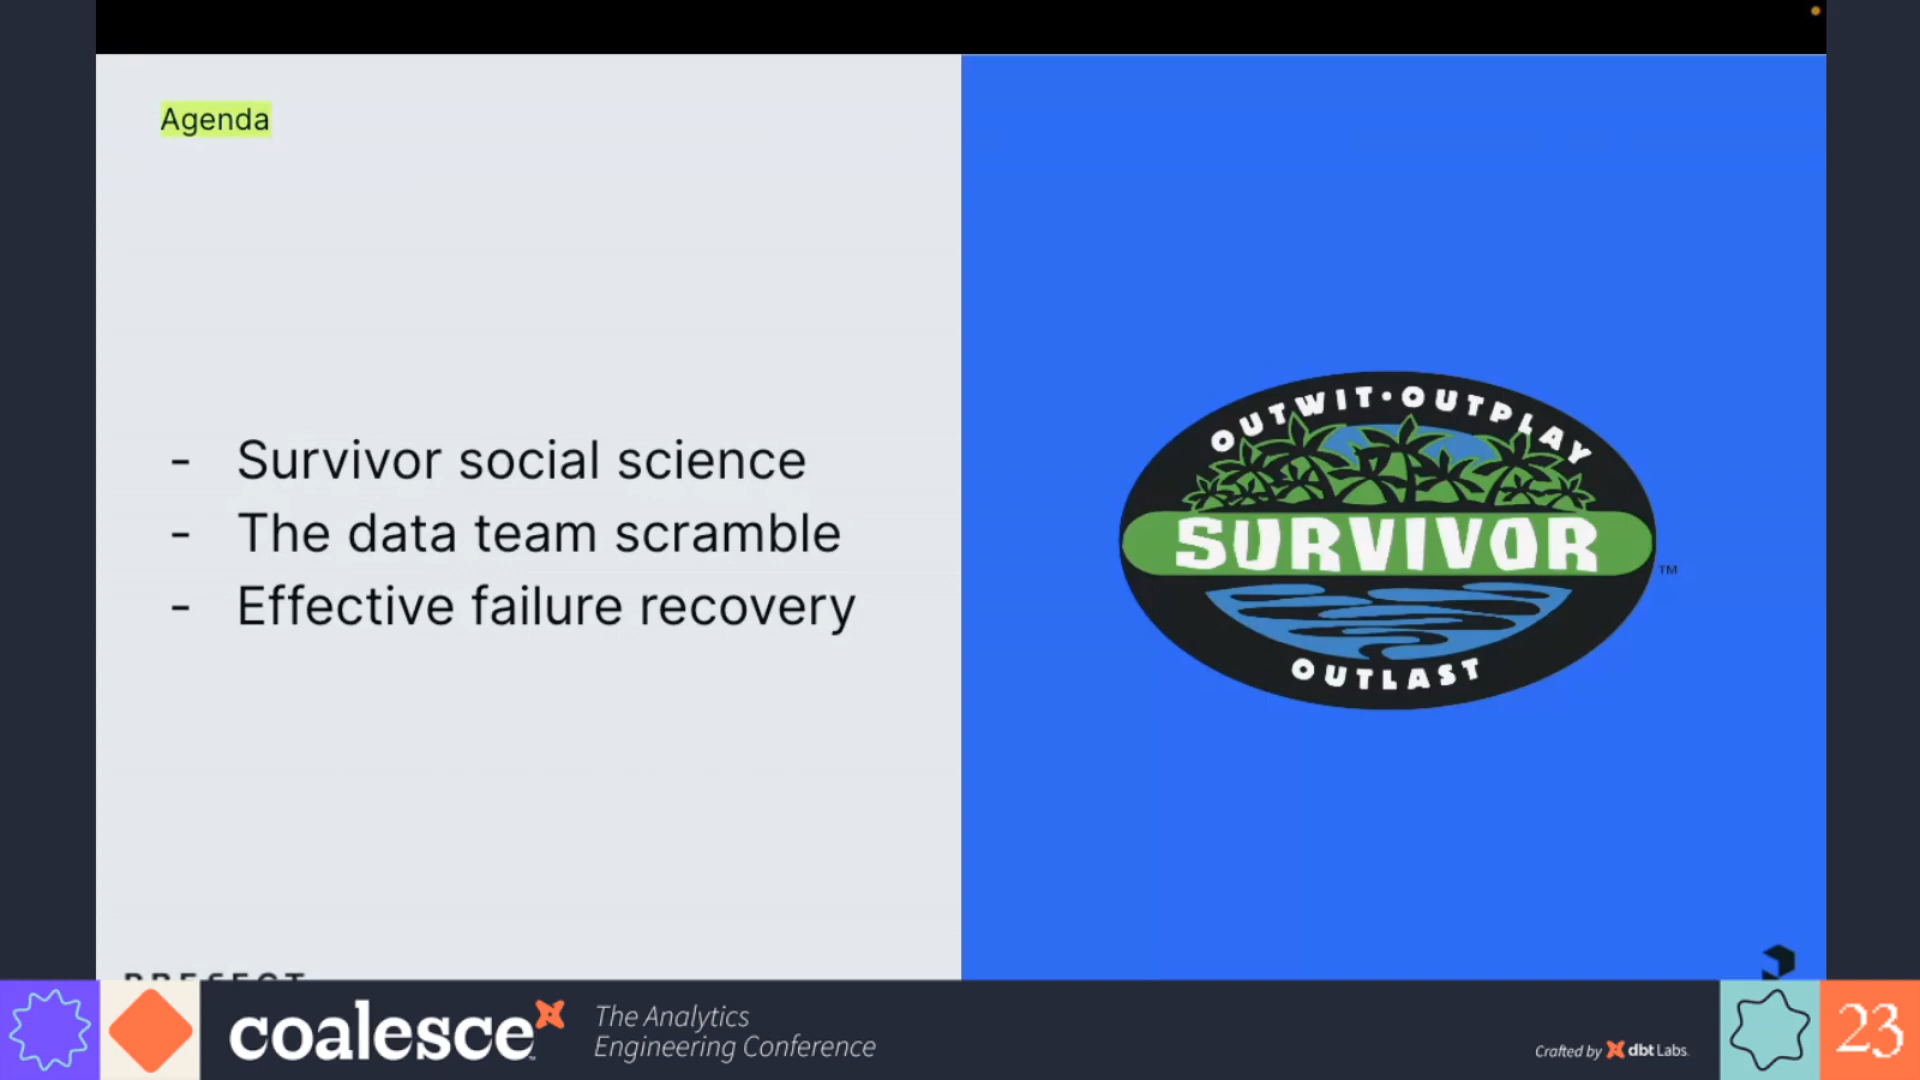 Agenda
- Survivor social science
- The data team scramble
- Effective failure recovery
OUTWIT•OUTPLAY
SURVIVOR
TM
OUTLAST
PREFECT
coalesce
The Analytics
Engineering Conference
Crafted by dbt Labs
23